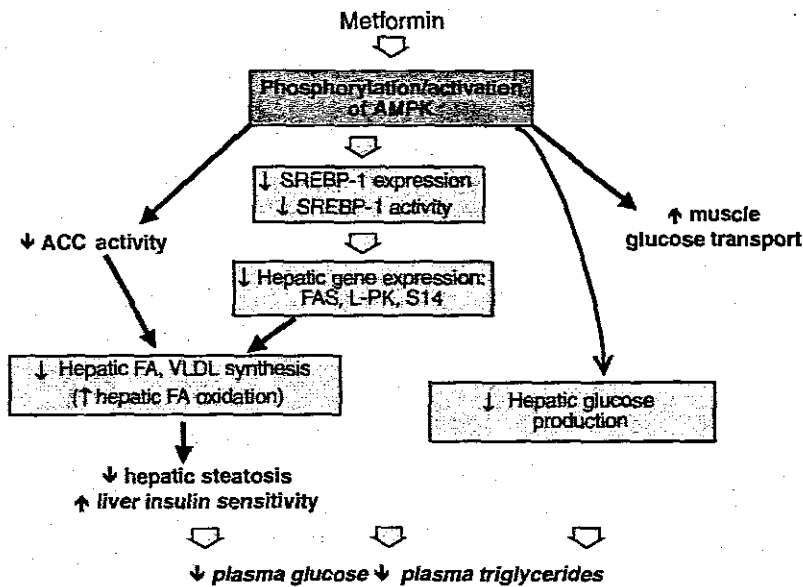 Metformin
Phosphorylation/activation
of AMPK
↓ SREBP-1 expression
↓ SREBP-1 activity
↓ ACC activity
↑ muscle
glucose transport
↓ Hepatic gene expression:
FAS, L-PK, S14
↓ Hepatic FA, VLDL synthesis
(↑hepatic FA oxidation)
↓ Hepatic glucose
production
↓ hepatic steatosis
↑ liver insulin sensitivity
↓ plasma glucose ↓ plasma triglycerides